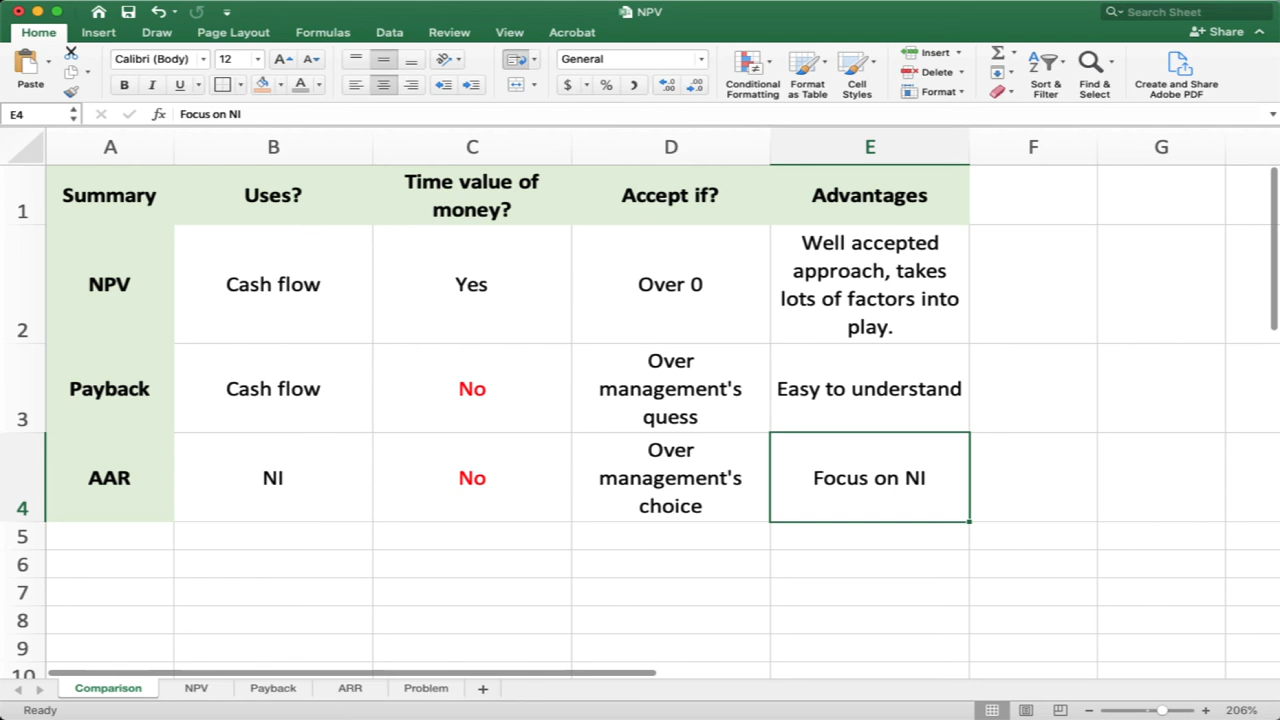 NPV
Search Sheet
Home Insert Draw Page Layout Formulas Data Review View Acrobat
Share
Paste
Calibri (Body) 12
General
Conditional Formatting
Format as Table
Cell Styles
Insert
Delete
Format
Sort & Filter
Find & Select
Create and Share Adobe PDF
E4 fx Focus on NI
A B C D E F G
1 Summary Uses? Time value of money? Accept if? Advantages
2 NPV Cash flow Yes Over 0 Well accepted approach, takes lots of factors into play.
3 Payback Cash flow No Over management's quess Easy to understand
4 AAR NI No Over management's choice Focus on NI
5
6
7
8
9
10
Comparison NPV Payback ARR Problem +
Ready
206%